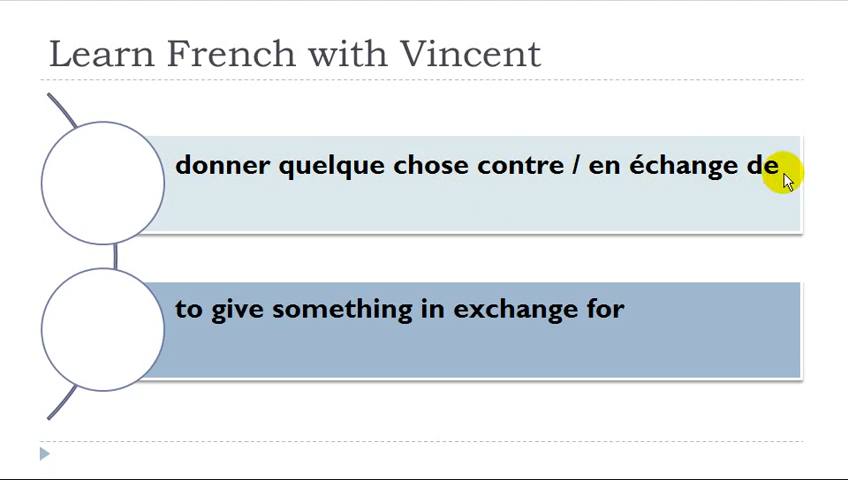 Learn French with Vincent
donner quelque chose contre / en échange de
to give something in exchange for